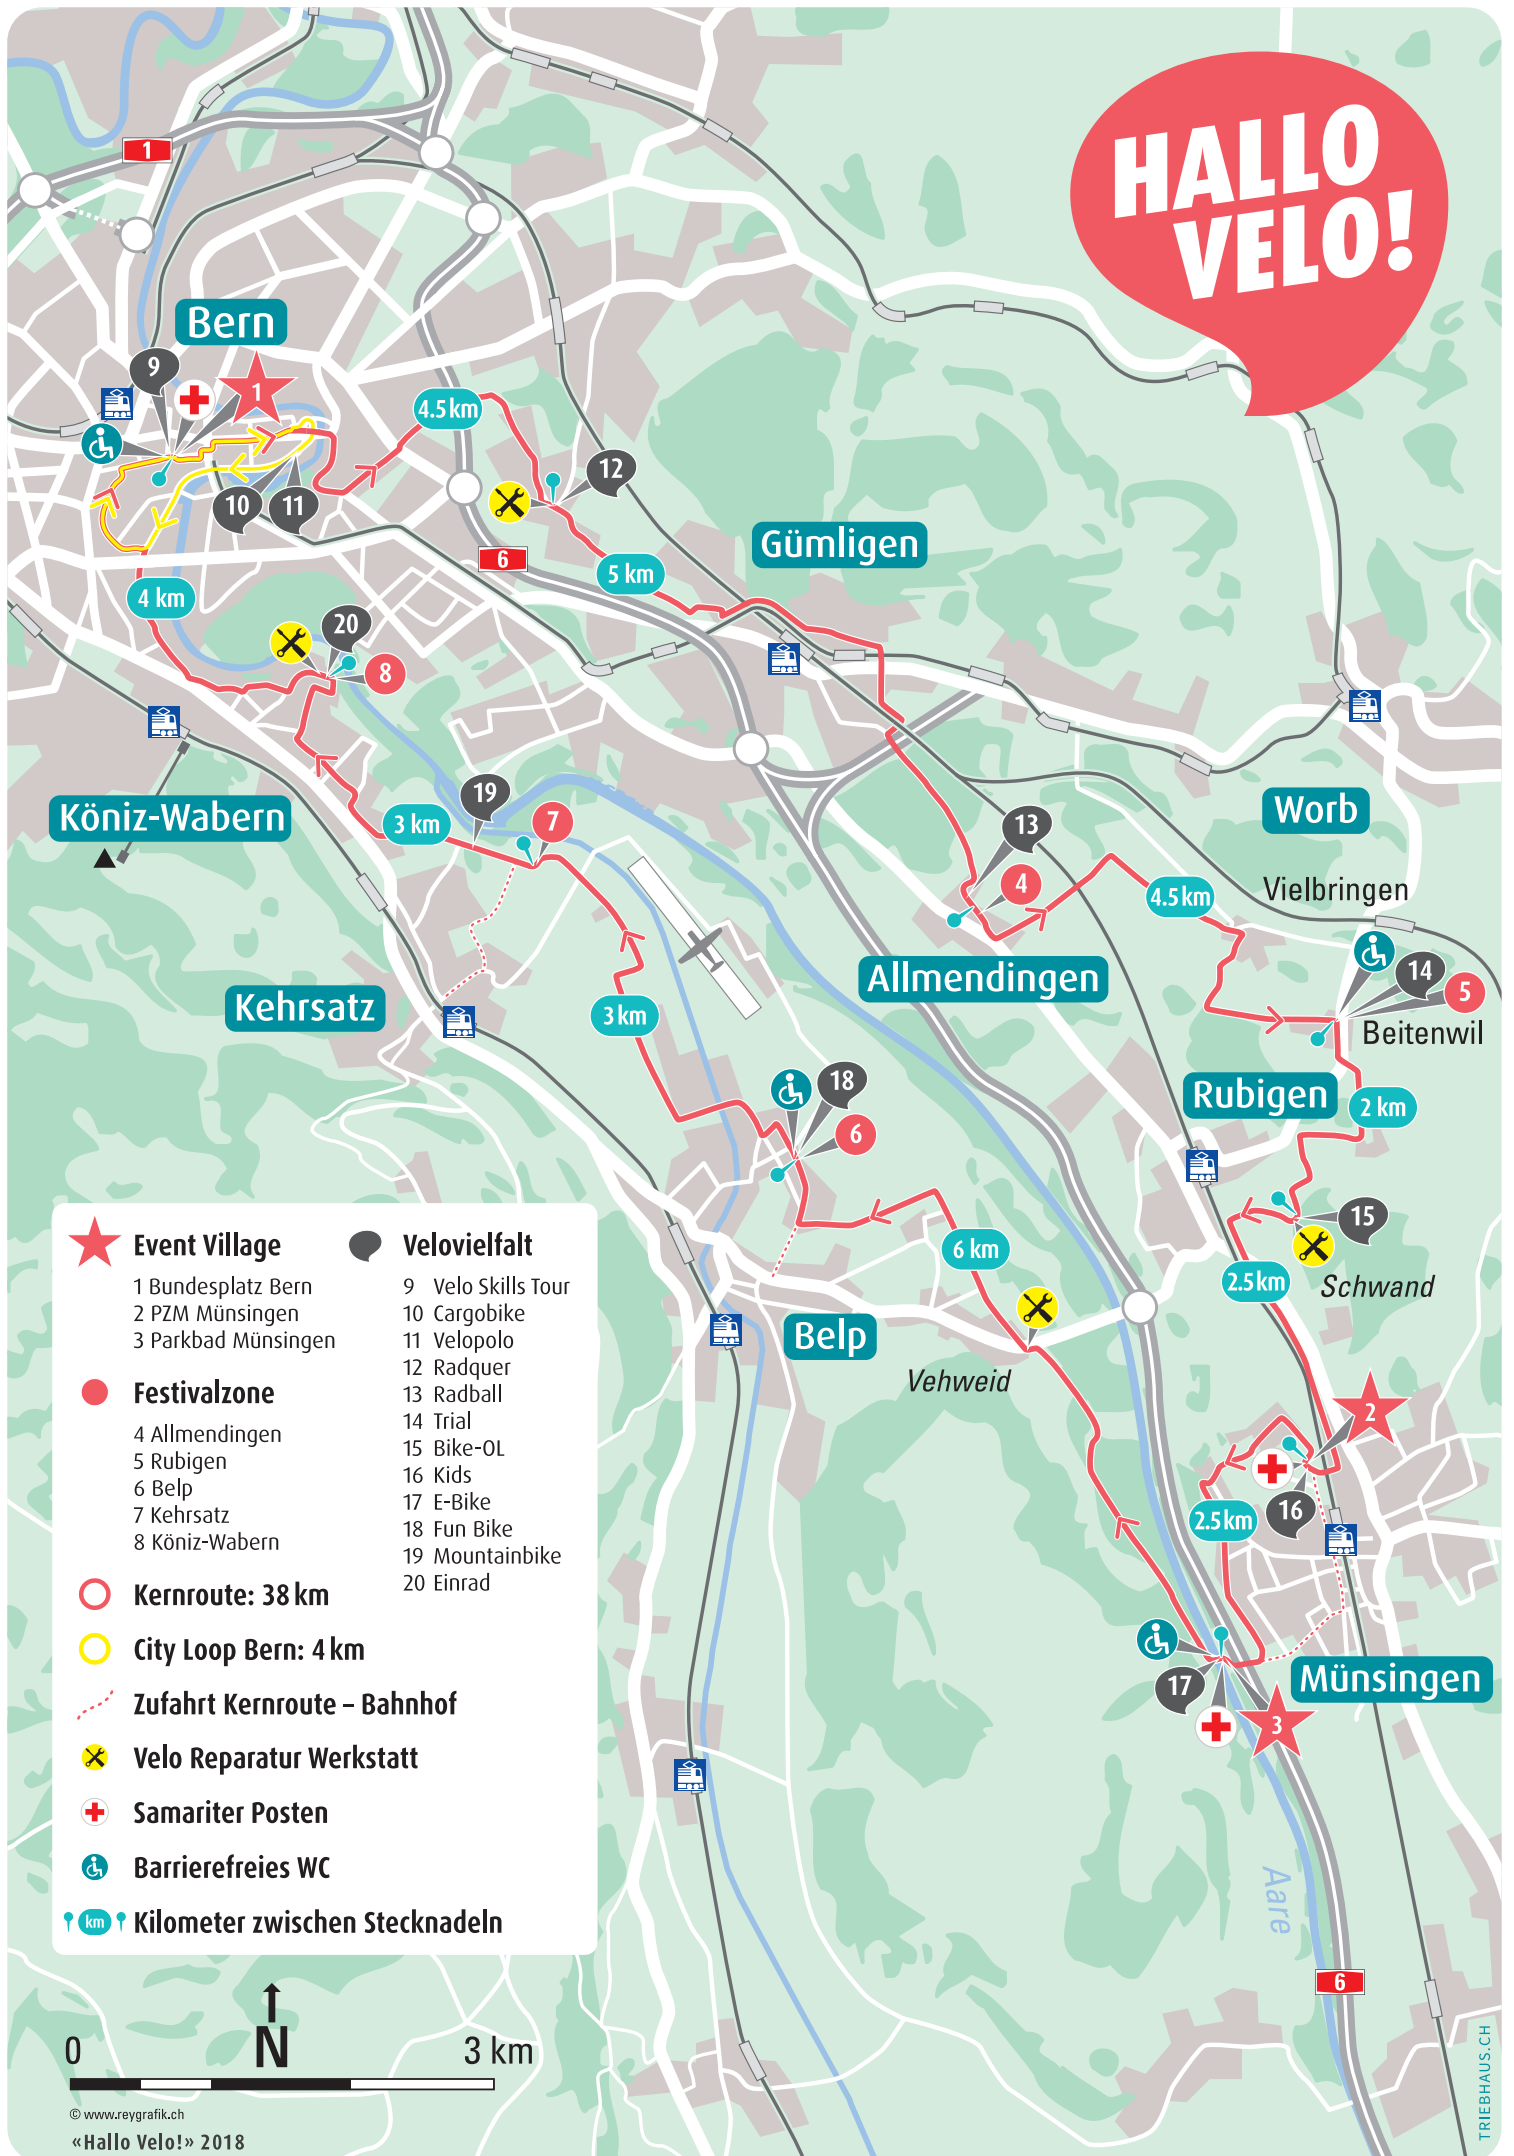 HALLO
VELO!
1
Bern
9
1
4.5 km
12
10
11
6
Gümligen
5 km
4 km
20
8
Köniz-Wabern
19
3 km
7
Worb
13
4
4.5 km
Vielbringen
Allmendingen
14
5
Beitenwil
Kehrsatz
3 km
Rubigen
2 km
18
6
15
6 km
2.5 km
Schwand
Belp
Vehweid
2
16
2.5 km
Münsingen
17
3
Aare
6
Event Village
1 Bundesplatz Bern
2 PZM Münsingen
3 Parkbad Münsingen
Festivalzone
4 Allmendingen
5 Rubigen
6 Belp
7 Kehrsatz
8 Köniz-Wabern
Velovielfalt
9 Velo Skills Tour
10 Cargobike
11 Velopolo
12 Radquer
13 Radball
14 Trial
15 Bike-OL
16 Kids
17 E-Bike
18 Fun Bike
19 Mountainbike
20 Einrad
Kernroute: 38 km
City Loop Bern: 4 km
Zufahrt Kernroute – Bahnhof
Velo Reparatur Werkstatt
Samariter Posten
Barrierefreies WC
km Kilometer zwischen Stecknadeln
0 N 3 km
© www.reygrafik.ch
«Hallo Velo!» 2018
TRIEBHAUS.CH